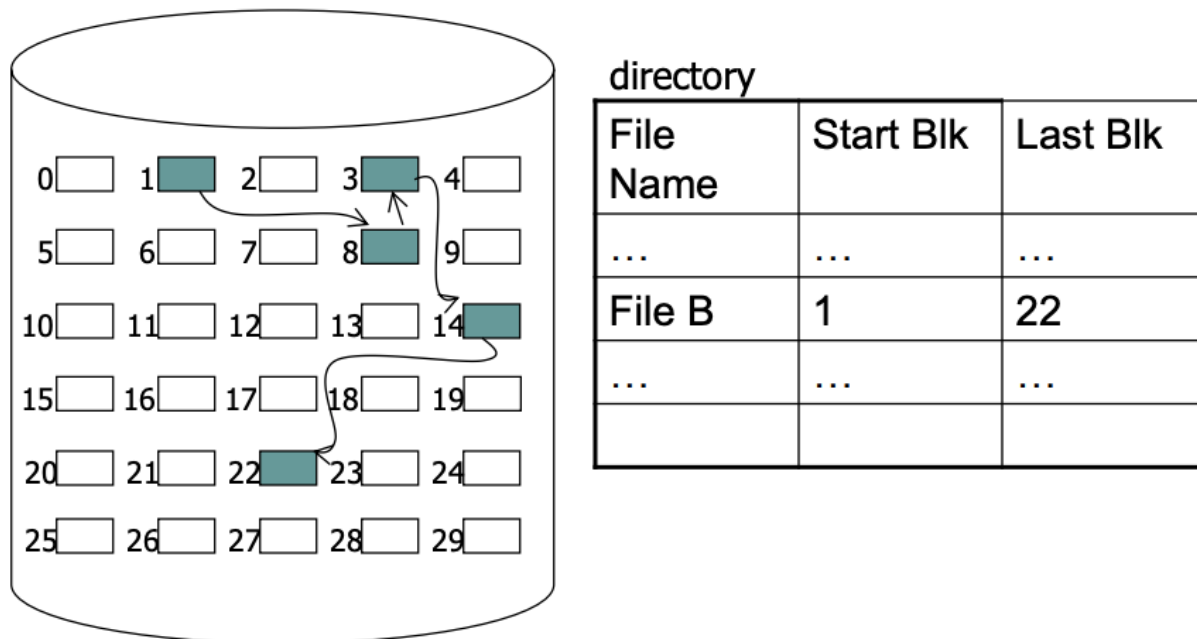 directory
File Name Start Blk Last Blk
… … …
File B 1 22
… … …
0 1 2 3 4
5 6 7 8 9
10 11 12 13 14
15 16 17 18 19
20 21 22 23 24
25 26 27 28 29